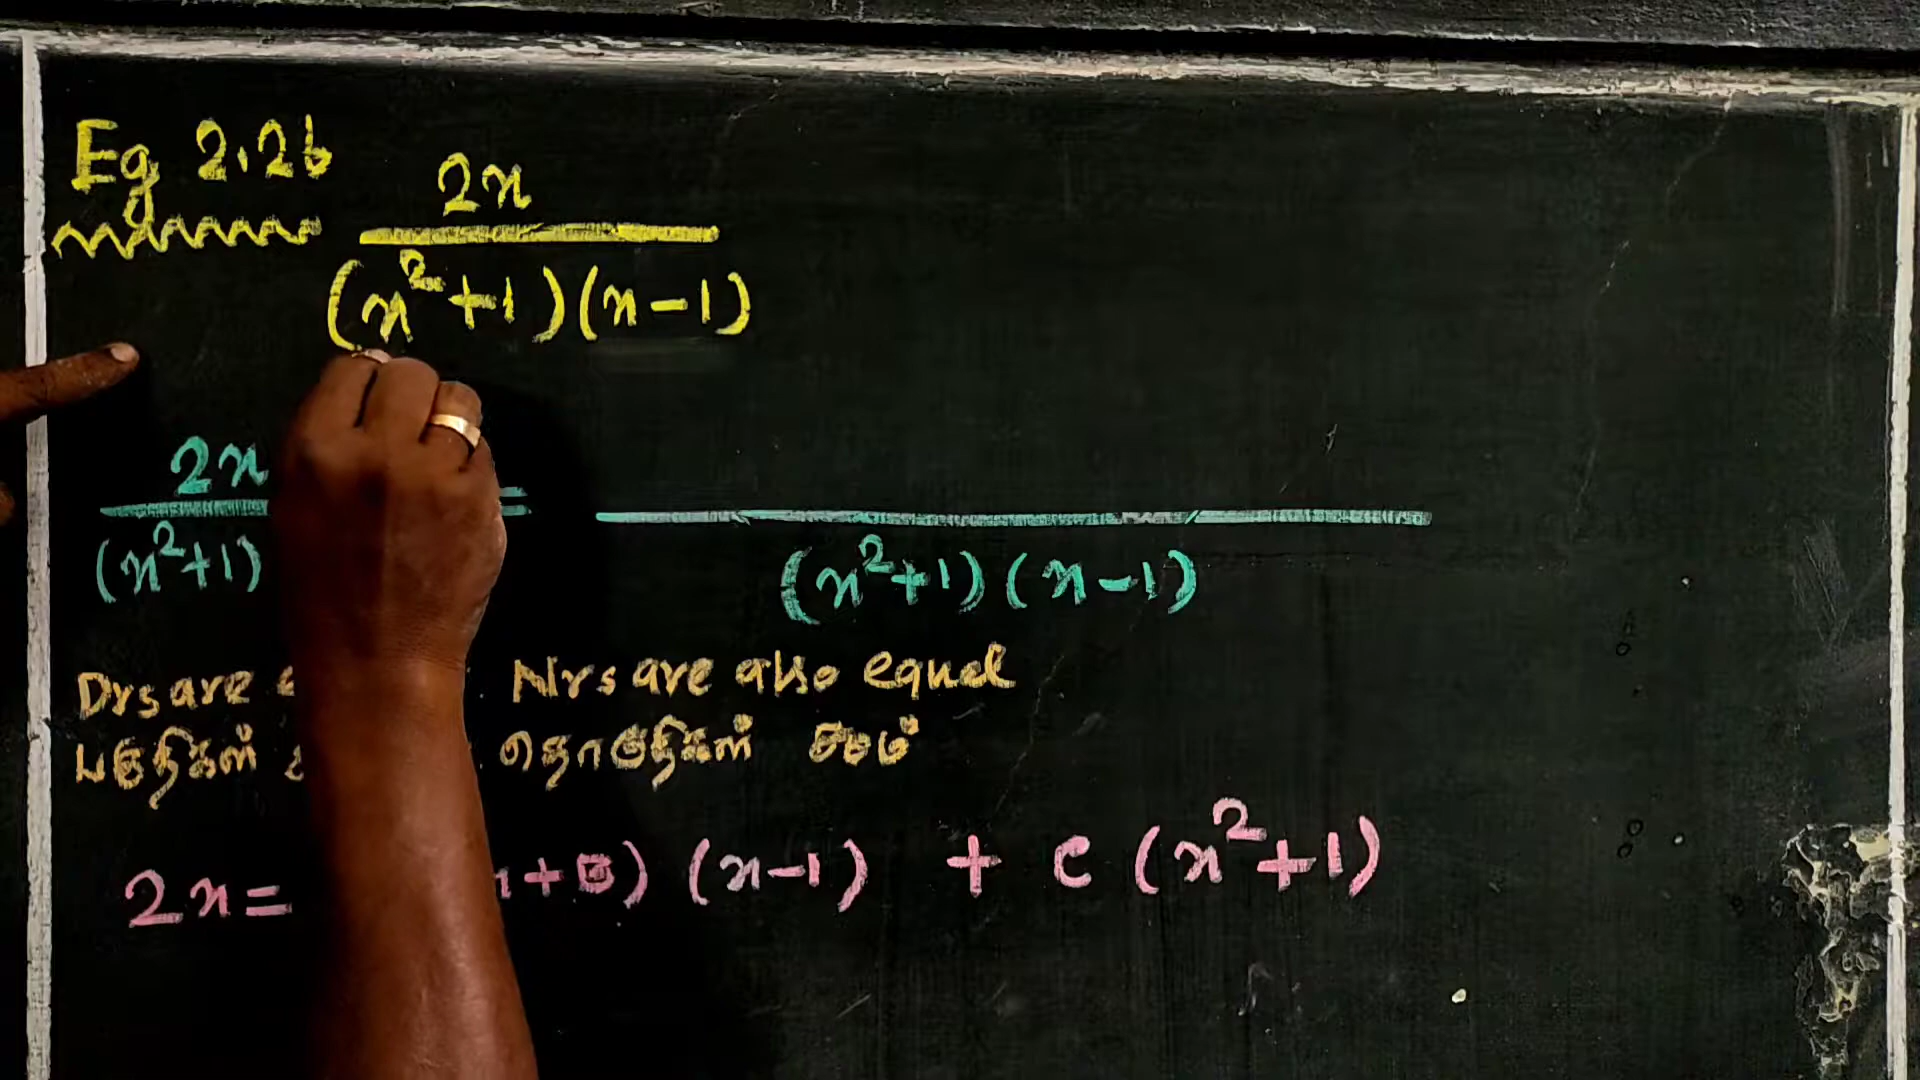 Eg 2.26
2x
(x²+1)(x-1)
2x =
(x²+1) (x²+1)(x-1)
Drs are Nrs are also equal
பகுதிகள் தொகுதிகள் சமம்
2x= +B) (x-1) + C (x²+1)